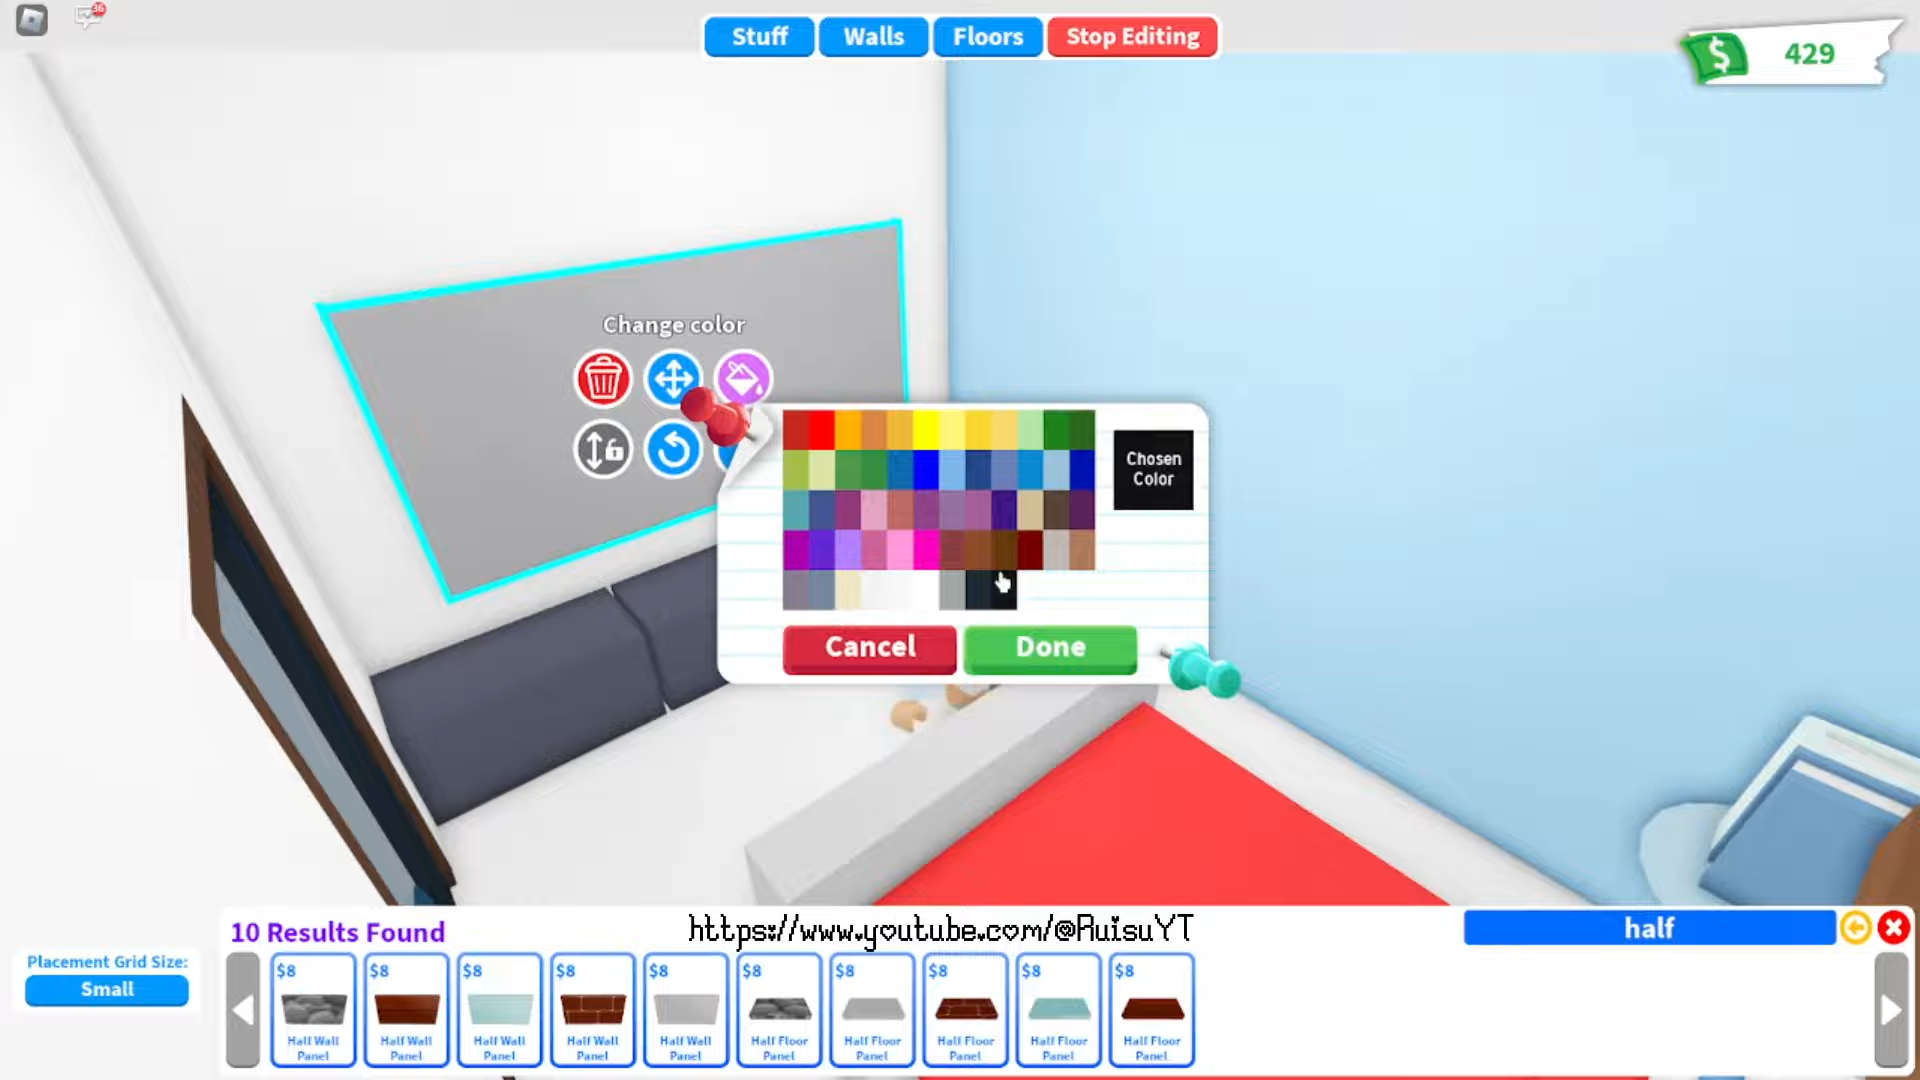 36
Stuff
Walls
Floors
Stop Editing
$ 429
Change color
Chosen
Color
Cancel
Done
10 Results Found
https://www.youtube.com/@RuisuYT
half
Placement Grid Size:
Small
$8
Half Wall
Panel
$8
Half Wall
Panel
$8
Half Wall
Panel
$8
Half Wall
Panel
$8
Half Wall
Panel
$8
Half Floor
Panel
$8
Half Floor
Panel
$8
Half Floor
Panel
$8
Half Floor
Panel
$8
Half Floor
Panel